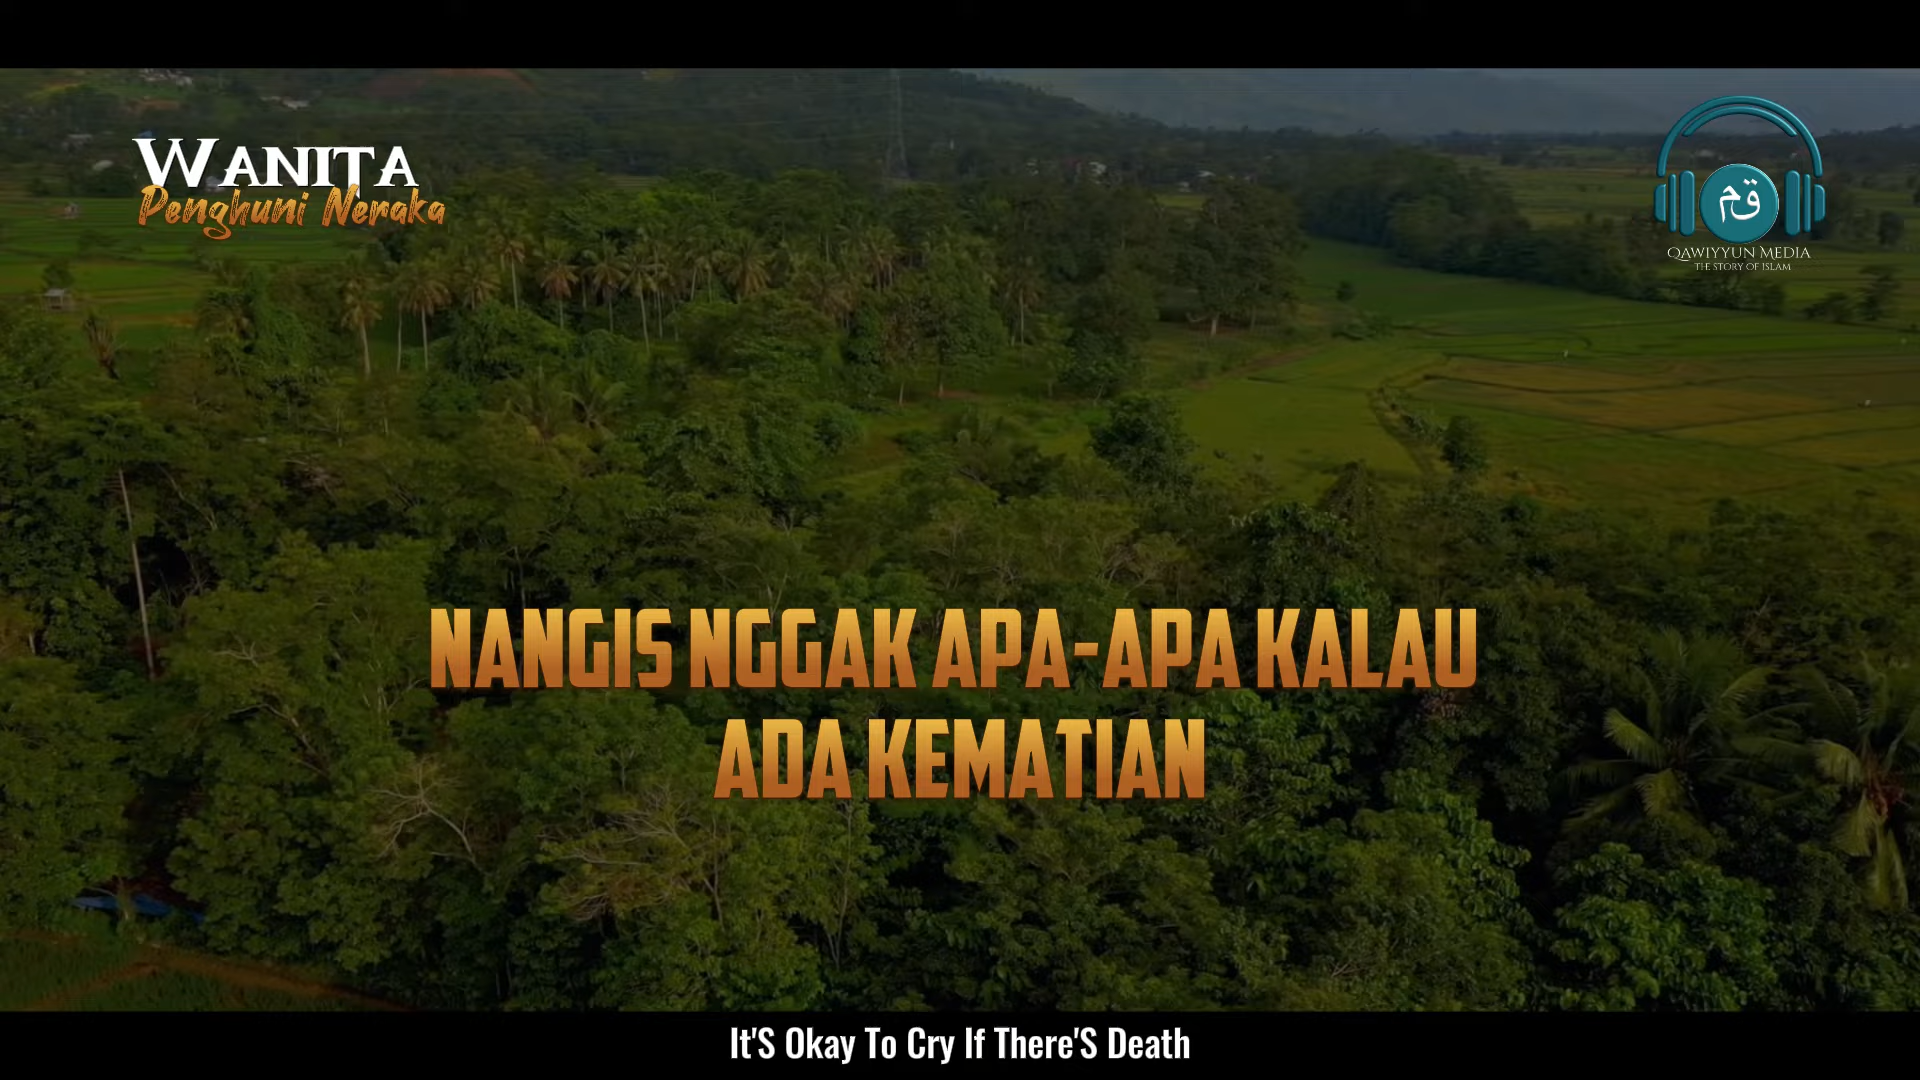 WANITA
Penghuni Neraka
قم
QAWIYYUN MEDIA
THE STORY OF ISLAM
NANGIS NGGAK APA-APA KALAU
ADA KEMATIAN
It'S Okay To Cry If There'S Death